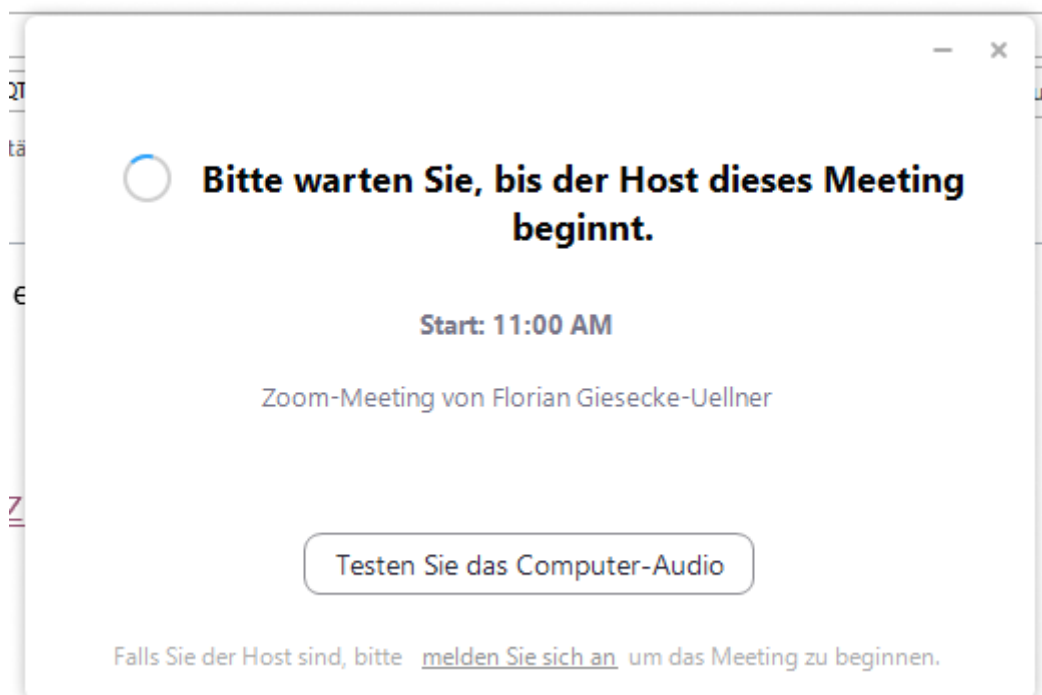 Bitte warten Sie, bis der Host dieses Meeting
beginnt.
Start: 11:00 AM
Zoom-Meeting von Florian Giesecke-Uellner
Testen Sie das Computer-Audio
Falls Sie der Host sind, bitte melden Sie sich an um das Meeting zu beginnen.